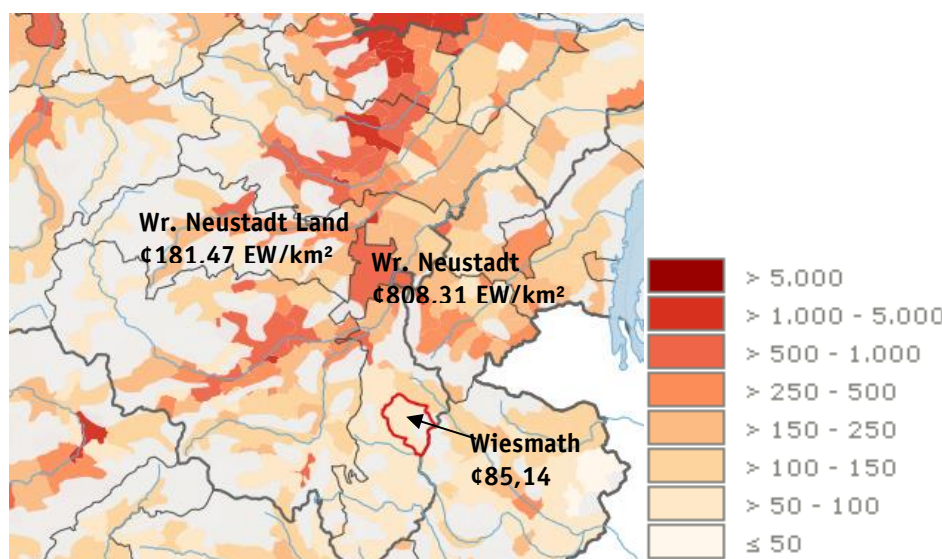 Wr. Neustadt Land
¢181.47 EW/km²
Wr. Neustadt
¢808.31 EW/km²
Wiesmath
¢85,14
> 5.000
> 1.000 - 5.000
> 500 - 1.000
> 250 - 500
> 150 - 250
> 100 - 150
> 50 - 100
≤ 50